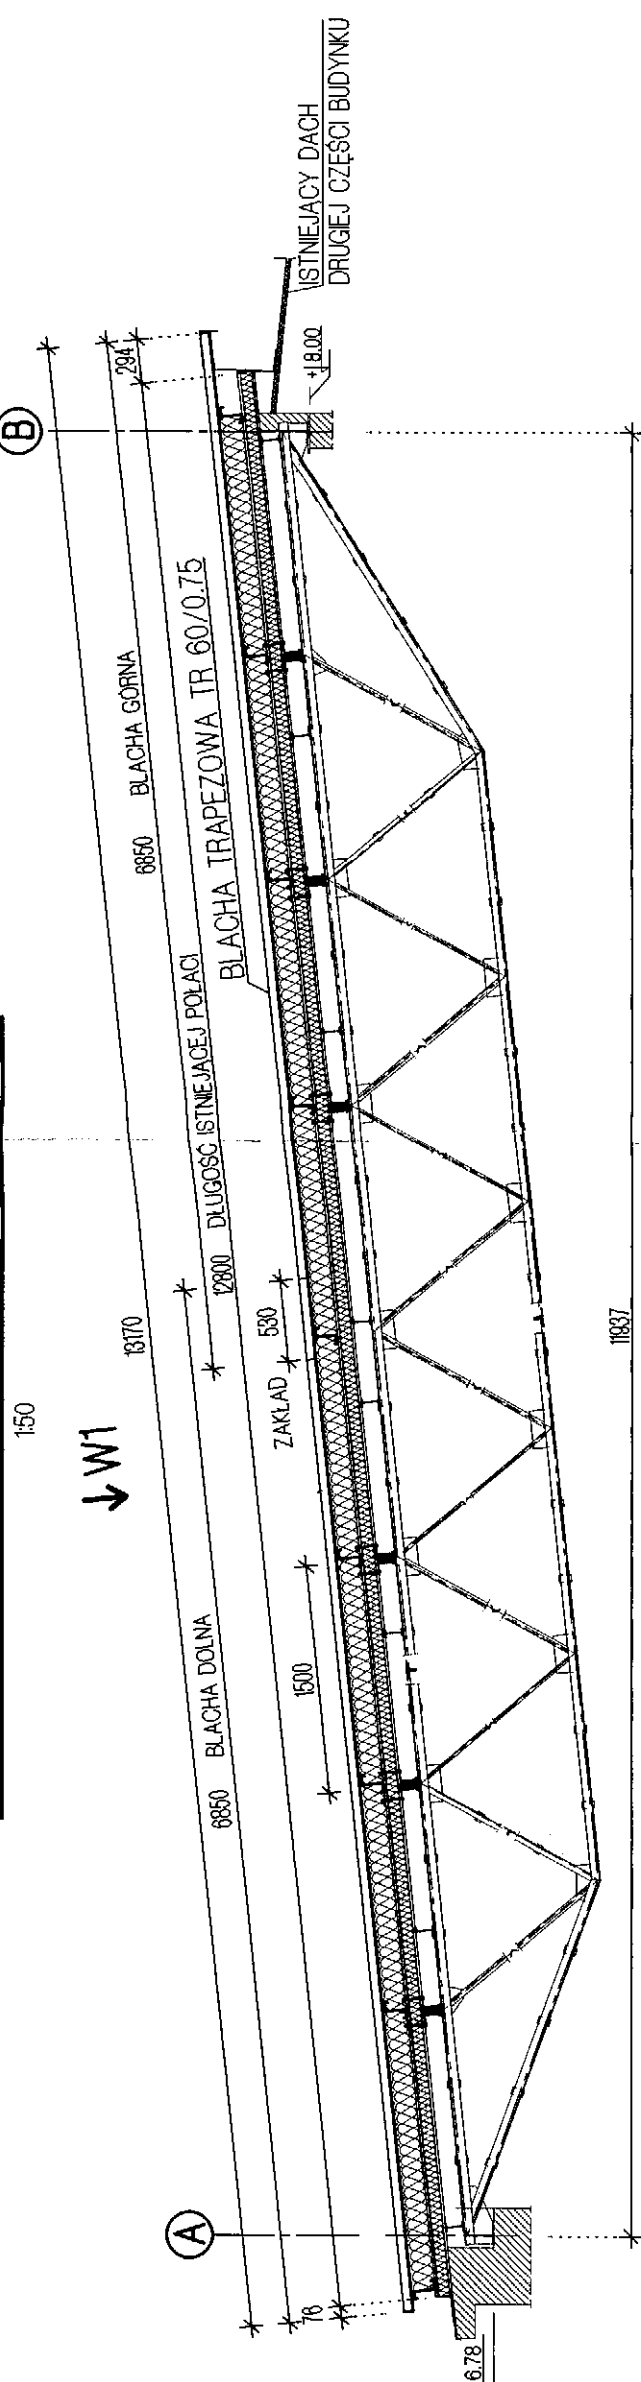 1:50
↓ W1
B
294
ISTNIEJĄCY DACH
DRUGIEJ CZĘŚCI BUDYNKU
+18.00
BLACHA TRAPEZOWA TR 60/0.75
6850 BLACHA GÓRNA
12800 DŁUGOŚĆ ISTNIEJĄCEJ POŁACI
13170
530
ZAKŁAD
1500
6850 BLACHA DOLNA
11937
A
76
6.78